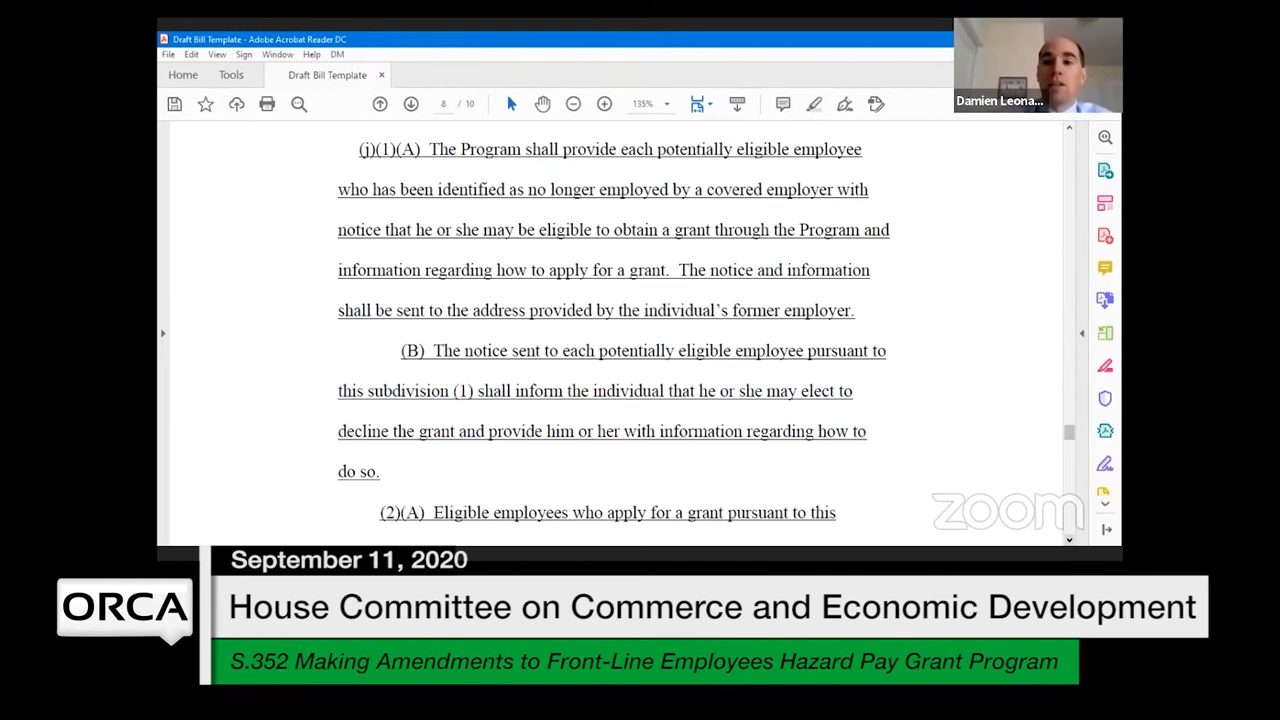 Draft Bill Template - Adobe Acrobat Reader DC
File Edit View Sign Window Help DM
Home Tools Draft Bill Template ×
8 / 10 135%
Damien Leona...
(j)(1)(A) The Program shall provide each potentially eligible employee
who has been identified as no longer employed by a covered employer with
notice that he or she may be eligible to obtain a grant through the Program and
information regarding how to apply for a grant. The notice and information
shall be sent to the address provided by the individual’s former employer.
(B) The notice sent to each potentially eligible employee pursuant to
this subdivision (1) shall inform the individual that he or she may elect to
decline the grant and provide him or her with information regarding how to
do so.
(2)(A) Eligible employees who apply for a grant pursuant to this
zoom
September 11, 2020
ORCA
House Committee on Commerce and Economic Development
S.352 Making Amendments to Front-Line Employees Hazard Pay Grant Program